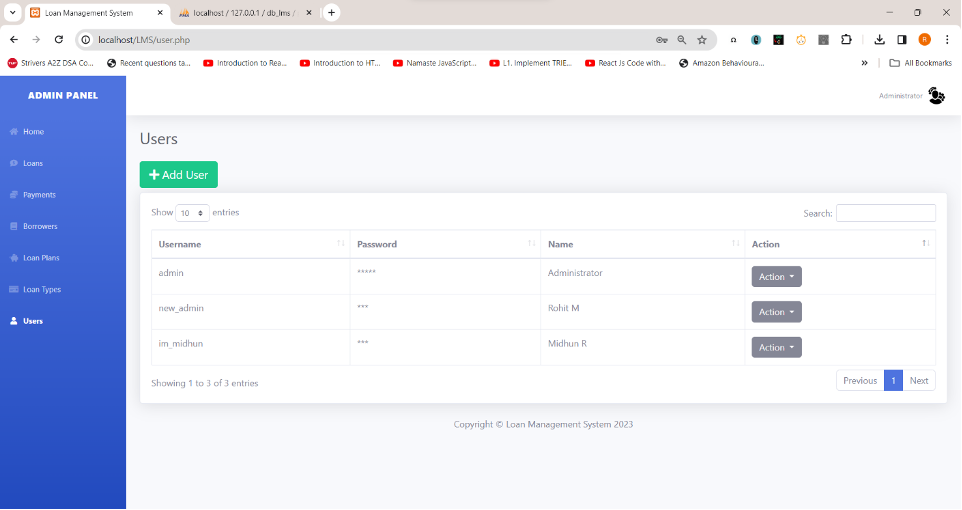 Loan Management System
localhost / 127.0.0.1 / db_lms /
localhost/LMS/user.php
Strivers A2Z DSA Co...
Recent questions ta...
Introduction to Rea...
Introduction to HT...
Namaste JavaScript...
L1. Implement TRIE...
React Js Code with...
Amazon Behavioura...
All Bookmarks
ADMIN PANEL
Administrator
Home
Loans
Payments
Borrowers
Loan Plans
Loan Types
Users
Users
Add User
Show 10 entries
Search:
Username Password Name Action
admin ***** Administrator Action
new_admin *** Rohit M Action
im_midhun *** Midhun R Action
Showing 1 to 3 of 3 entries
Previous 1 Next
Copyright © Loan Management System 2023